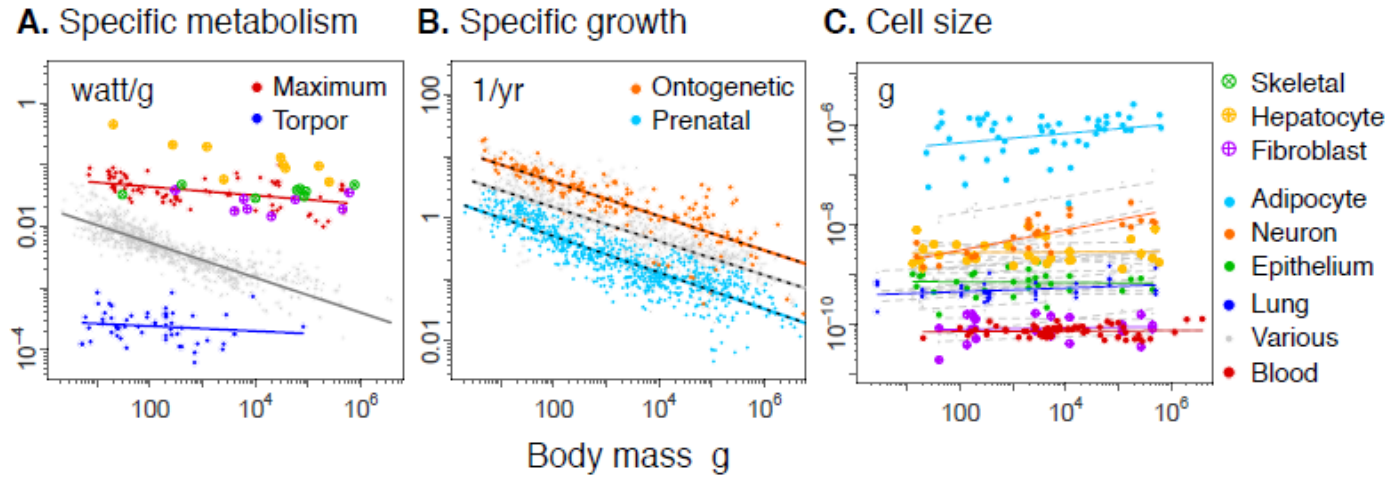 A. Specific metabolism
watt/g
Maximum
Torpor
1
0.01
10^-4
100
10^4
10^6
B. Specific growth
1/yr
Ontogenetic
Prenatal
100
1
0.01
100
10^4
10^6
C. Cell size
g
10^-6
10^-8
10^-10
100
10^4
10^6
Skeletal
Hepatocyte
Fibroblast
Adipocyte
Neuron
Epithelium
Lung
Various
Blood
Body mass g